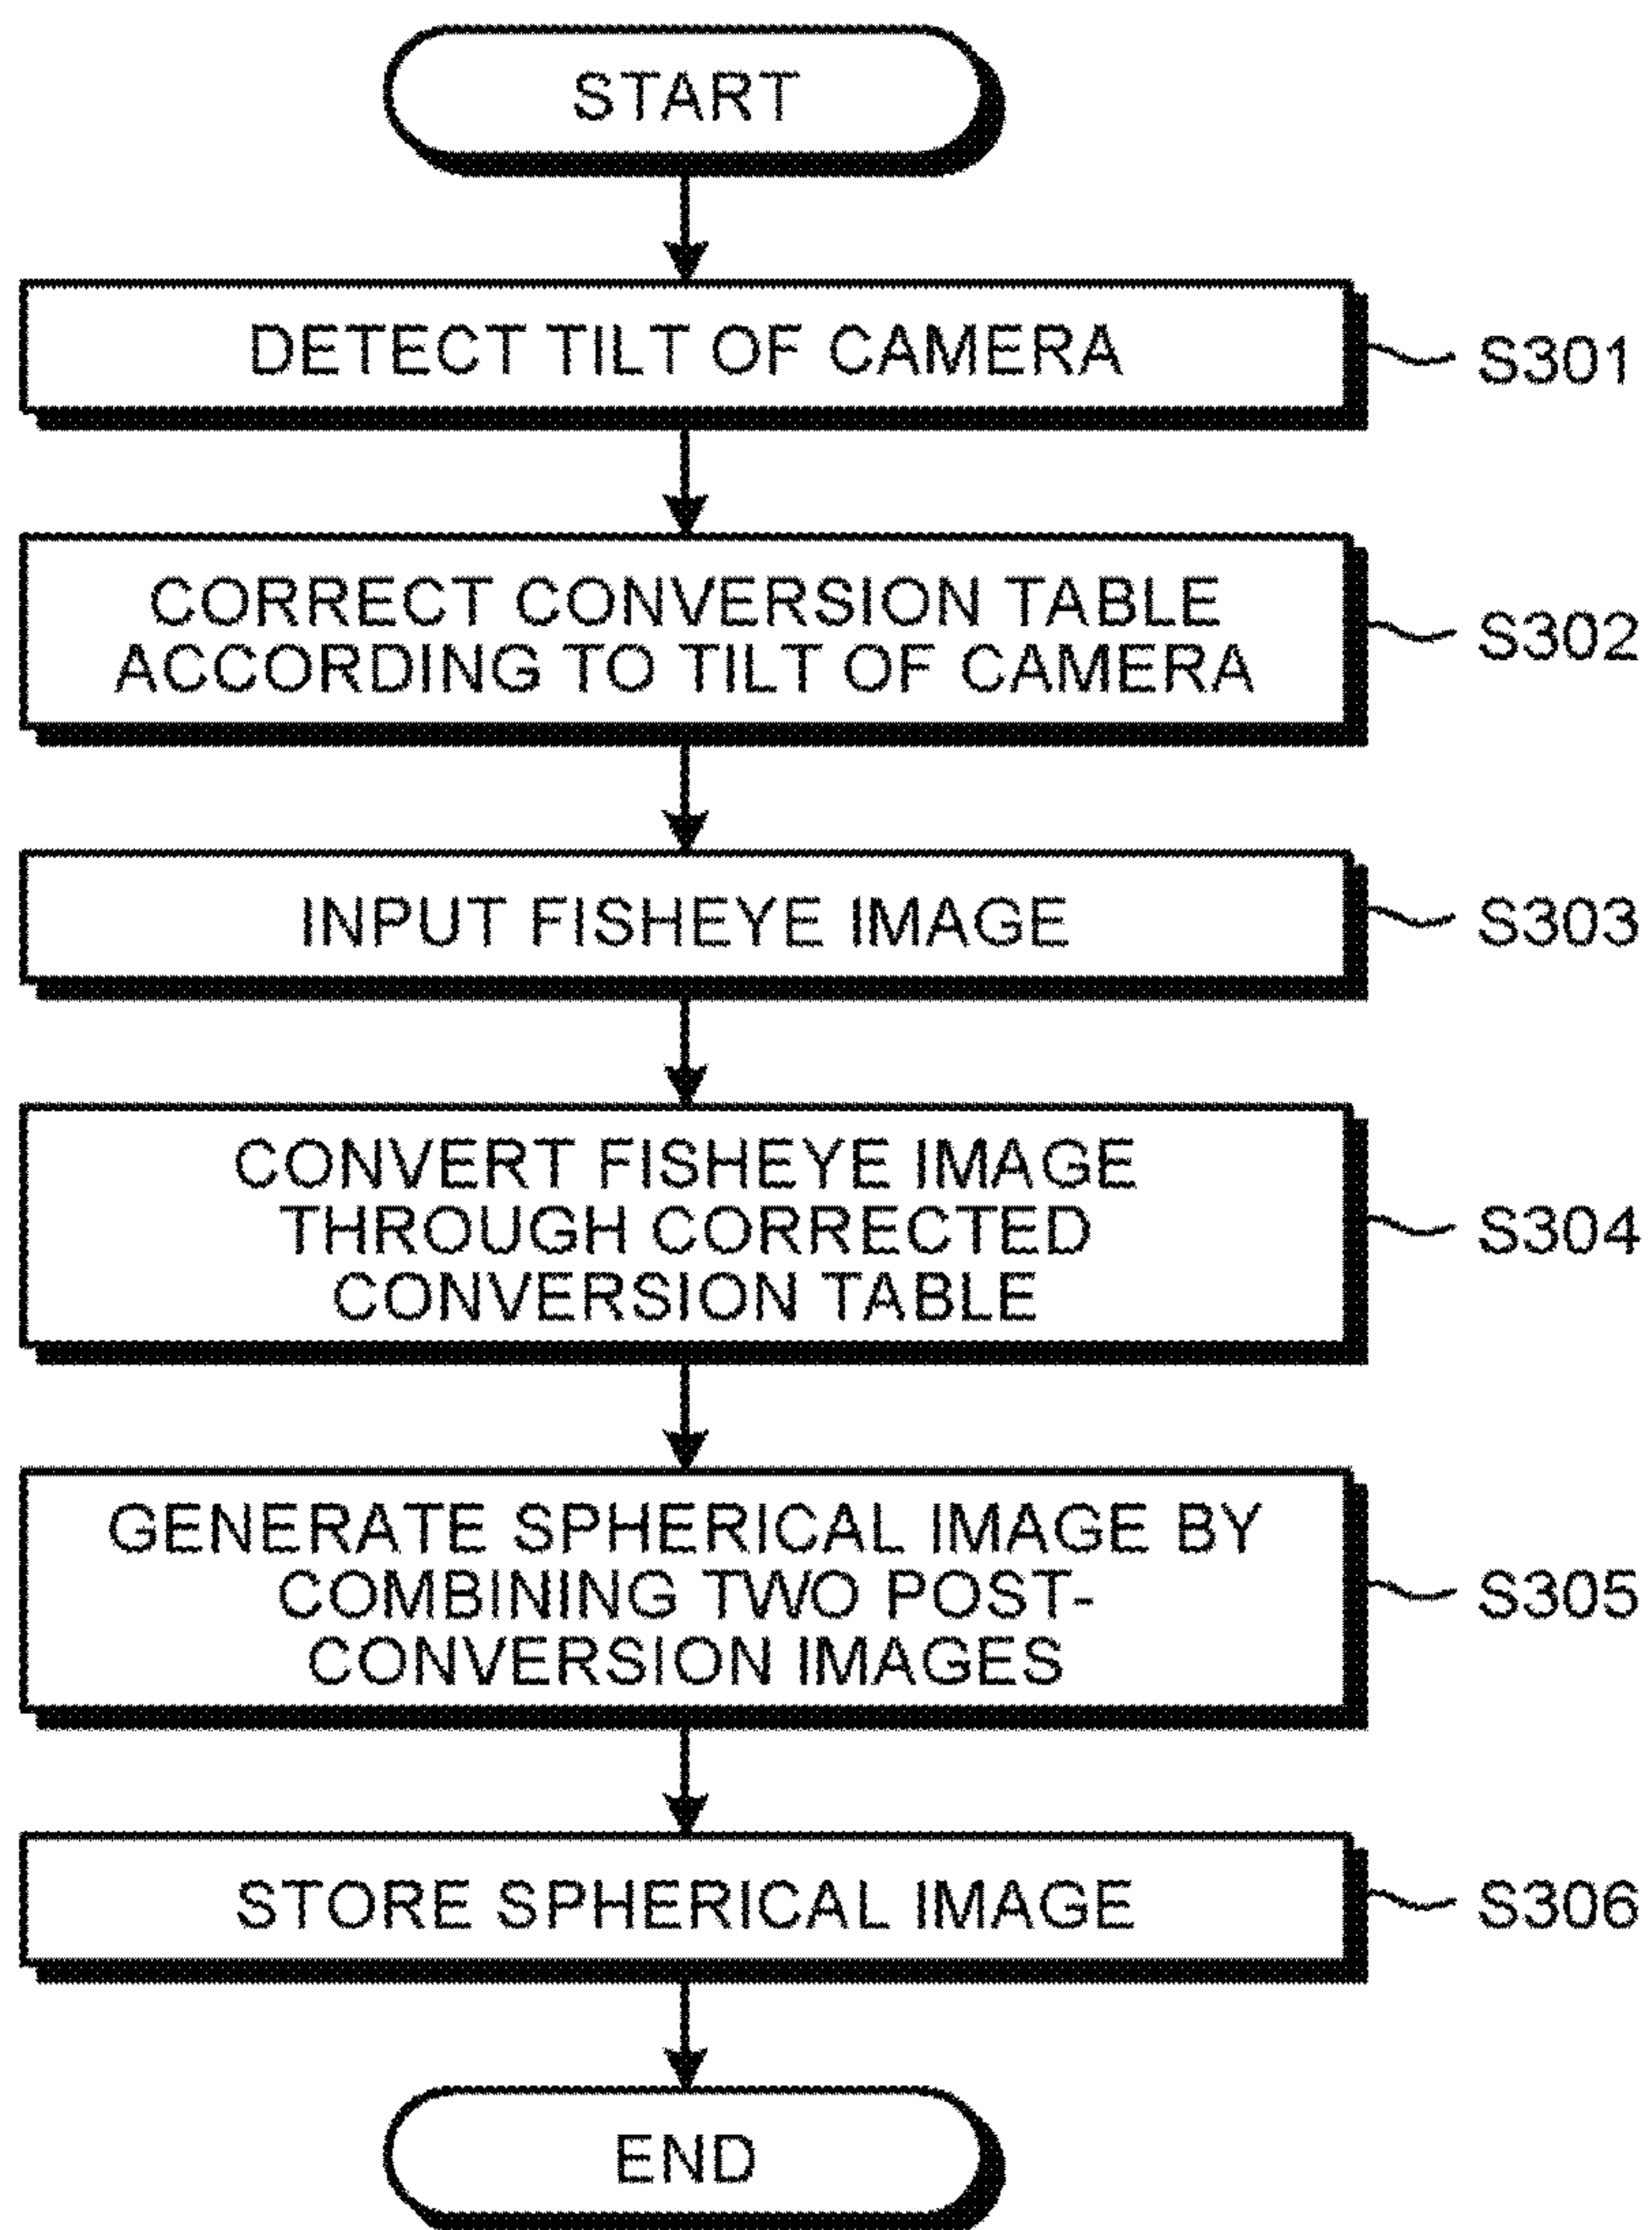 START
DETECT TILT OF CAMERA
S301
CORRECT CONVERSION TABLE
ACCORDING TO TILT OF CAMERA
S302
INPUT FISHEYE IMAGE
S303
CONVERT FISHEYE IMAGE
THROUGH CORRECTED
CONVERSION TABLE
S304
GENERATE SPHERICAL IMAGE BY
COMBINING TWO POST-
CONVERSION IMAGES
S305
STORE SPHERICAL IMAGE
S306
END